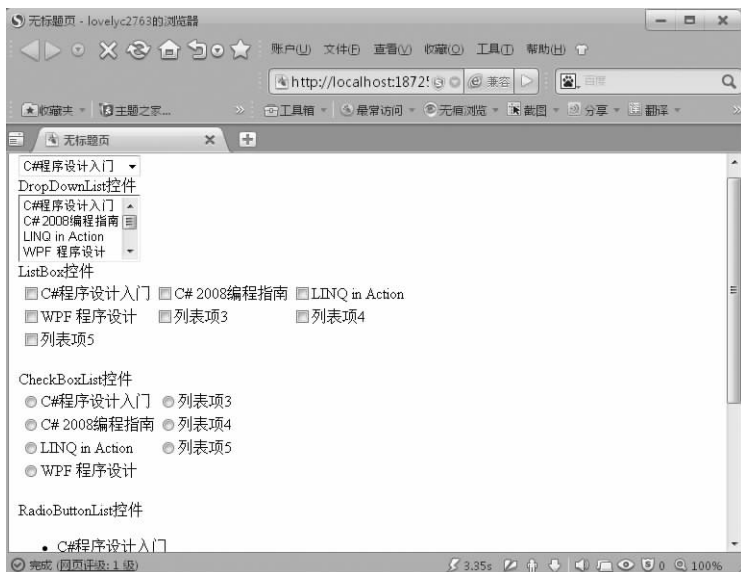 无标题页 - lovelyc2763的浏览器
账户(U) 文件(F) 查看(V) 收藏(O) 工具(T) 帮助(H)
http://localhost:1872 兼容 百度
收藏夹 主题之家... » 工具箱 最常访问 无痕浏览 截图 分享 翻译 »
无标题页
C#程序设计入门
DropDownList控件
C#程序设计入门
C# 2008编程指南
LINQ in Action
WPF 程序设计
ListBox控件
C#程序设计入门 C# 2008编程指南 LINQ in Action
WPF 程序设计 列表项3 列表项4
列表项5
CheckBoxList控件
C#程序设计入门 列表项3
C# 2008编程指南 列表项4
LINQ in Action 列表项5
WPF 程序设计
RadioButtonList控件
• C#程序设计入门
完成 (网页评级:1 级) 3.35s 0 100%